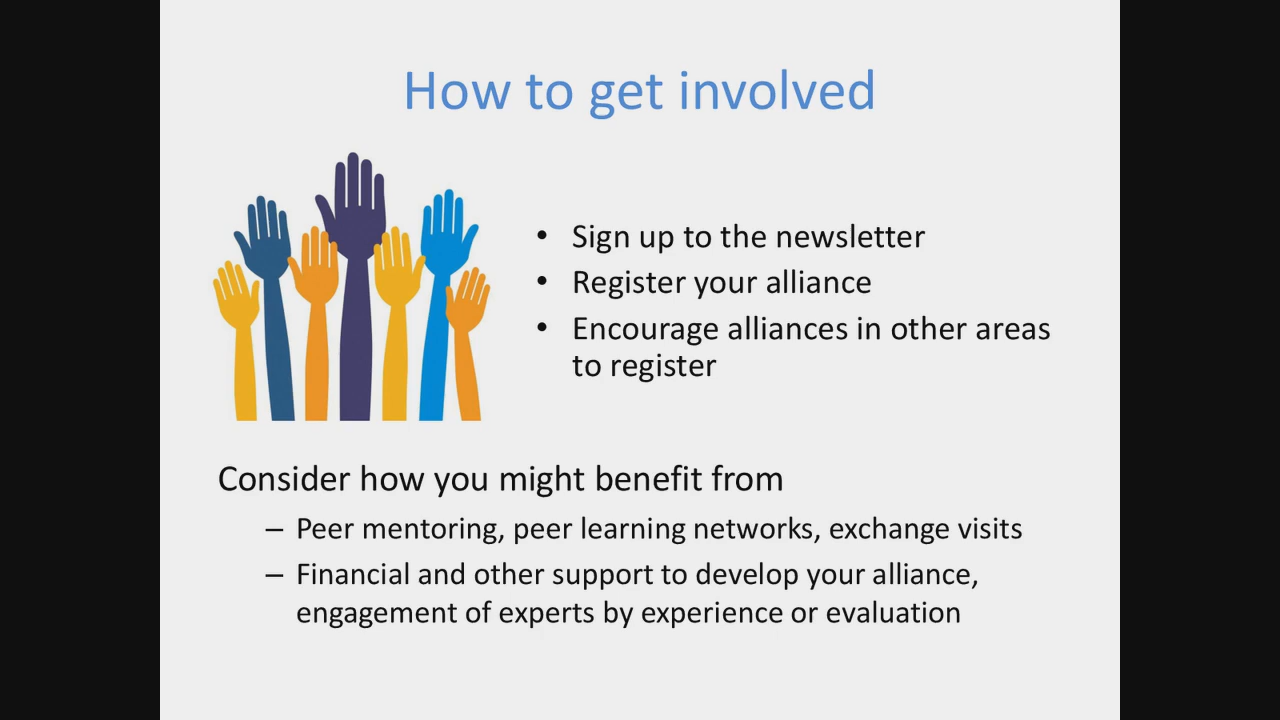 How to get involved
• Sign up to the newsletter
• Register your alliance
• Encourage alliances in other areas
to register
Consider how you might benefit from
– Peer mentoring, peer learning networks, exchange visits
– Financial and other support to develop your alliance,
engagement of experts by experience or evaluation